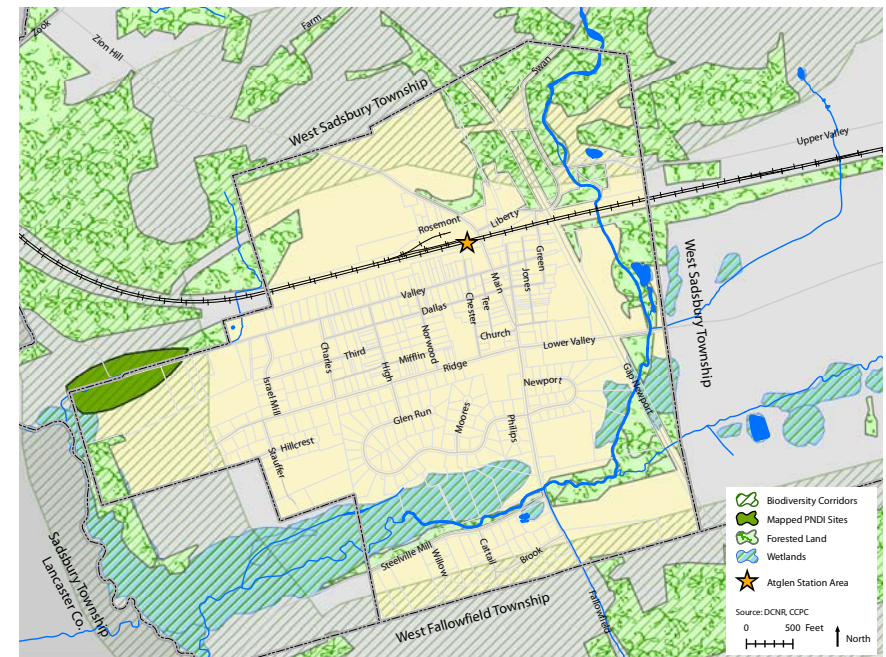 Zook
Zion Hill
Farm
Swan
West Sadsbury Township
Upper Valley
Rosemont
Liberty
Green
Jones
Main
Tee
Chester
Valley
Dallas
Norwood
Church
Lower Valley
Third
Mifflin
Ridge
Charles
High
Israel Mill
Newport
Gap Newport
West Sadsbury Township
Glen Run
Moores
Philips
Hillcrest
Stauffer
Steelville Mill
Willow
Cattail
Brook
Fallowfield
West Fallowfield Township
Sadsbury Township
Lancaster Co.
Biodiversity Corridors
Mapped PNDI Sites
Forested Land
Wetlands
Atglen Station Area
Source: DCNR, CCPC
0 500 Feet
North